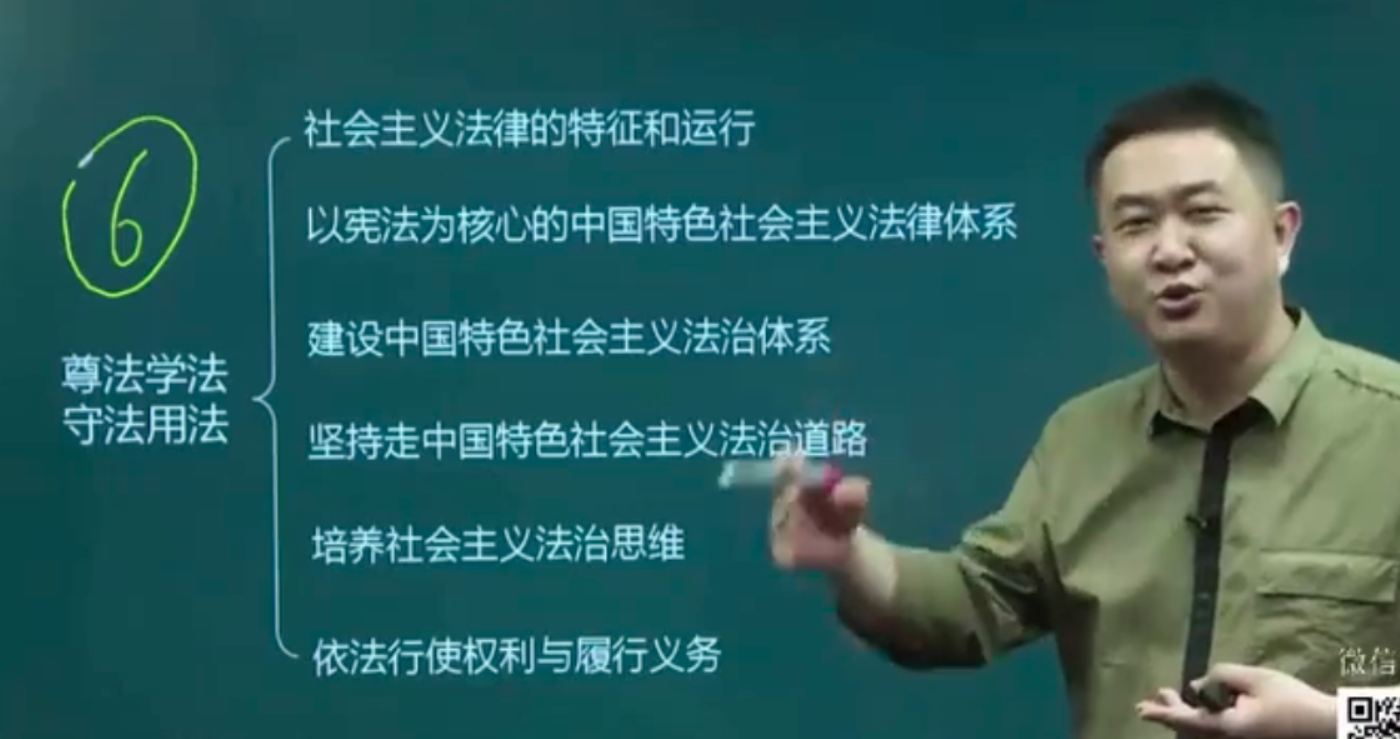 6
社会主义法律的特征和运行
以宪法为核心的中国特色社会主义法律体系
建设中国特色社会主义法治体系
尊法学法
守法用法
坚持走中国特色社会主义法治道路
培养社会主义法治思维
依法行使权利与履行义务
微信